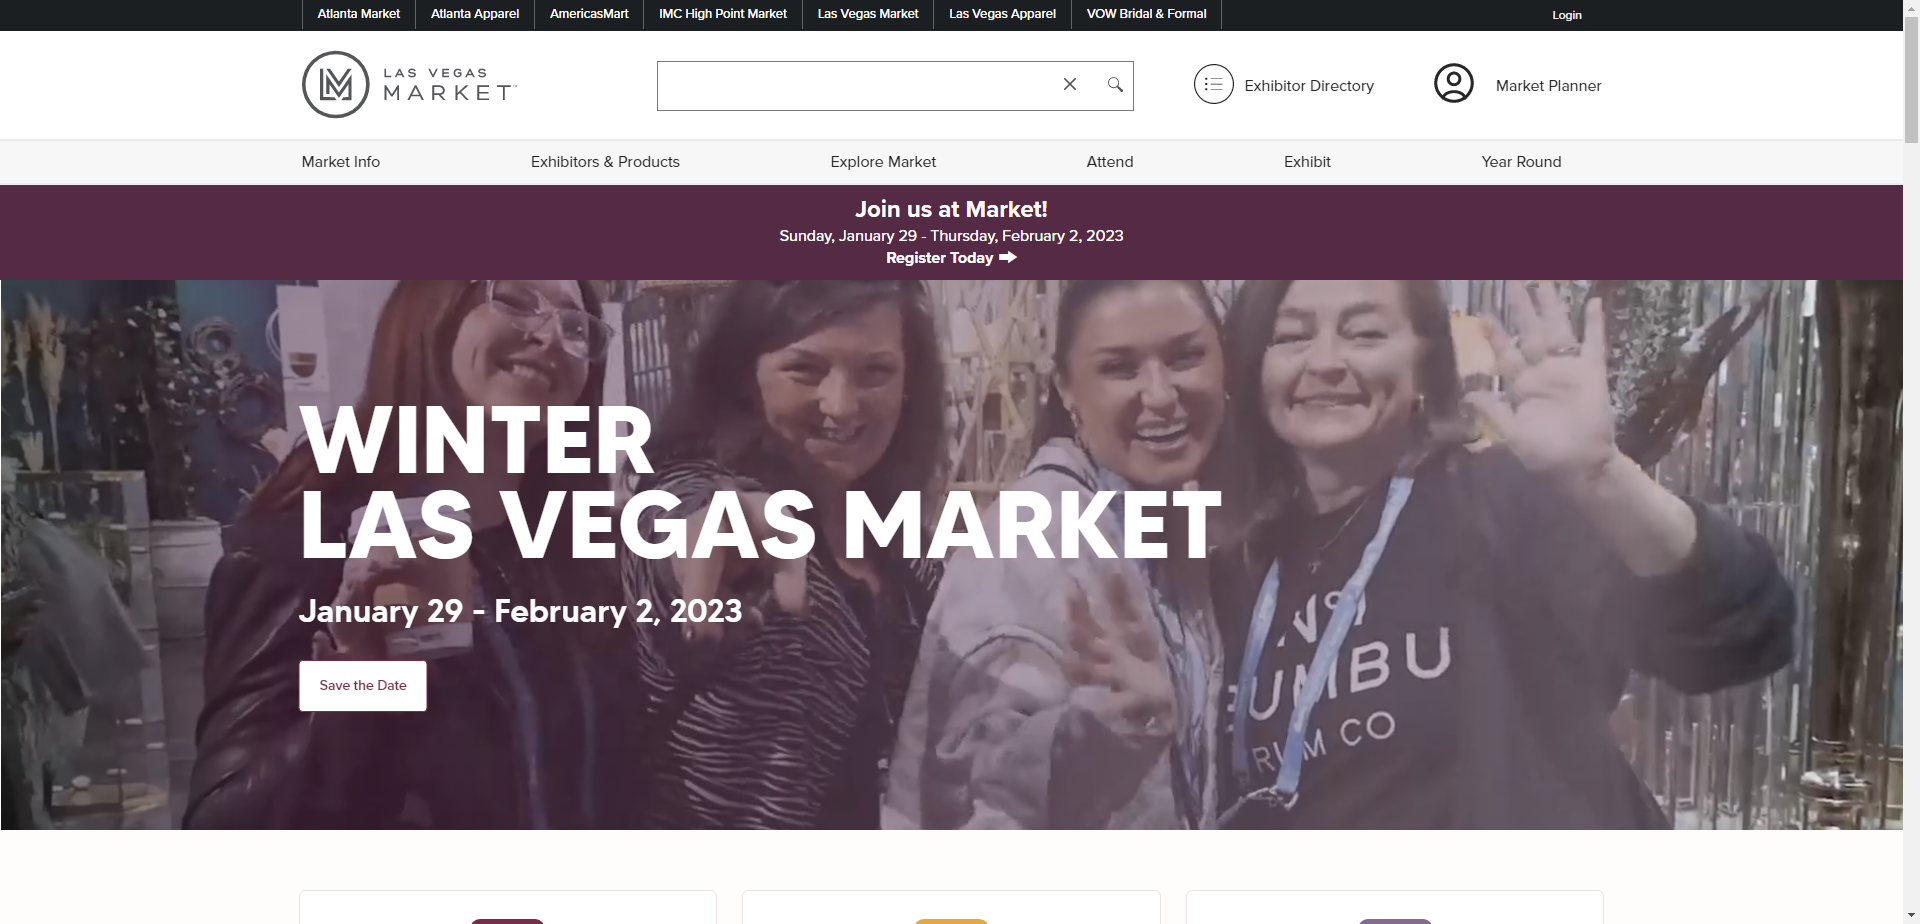 Atlanta Market
Atlanta Apparel
AmericasMart
IMC High Point Market
Las Vegas Market
Las Vegas Apparel
VOW Bridal & Formal
Login
LAS VEGAS
MARKET
Exhibitor Directory
Market Planner
Market Info
Exhibitors & Products
Explore Market
Attend
Exhibit
Year Round
Join us at Market!
Sunday, January 29 - Thursday, February 2, 2023
Register Today
WINTER
LAS VEGAS MARKET
January 29 - February 2, 2023
Save the Date
CO